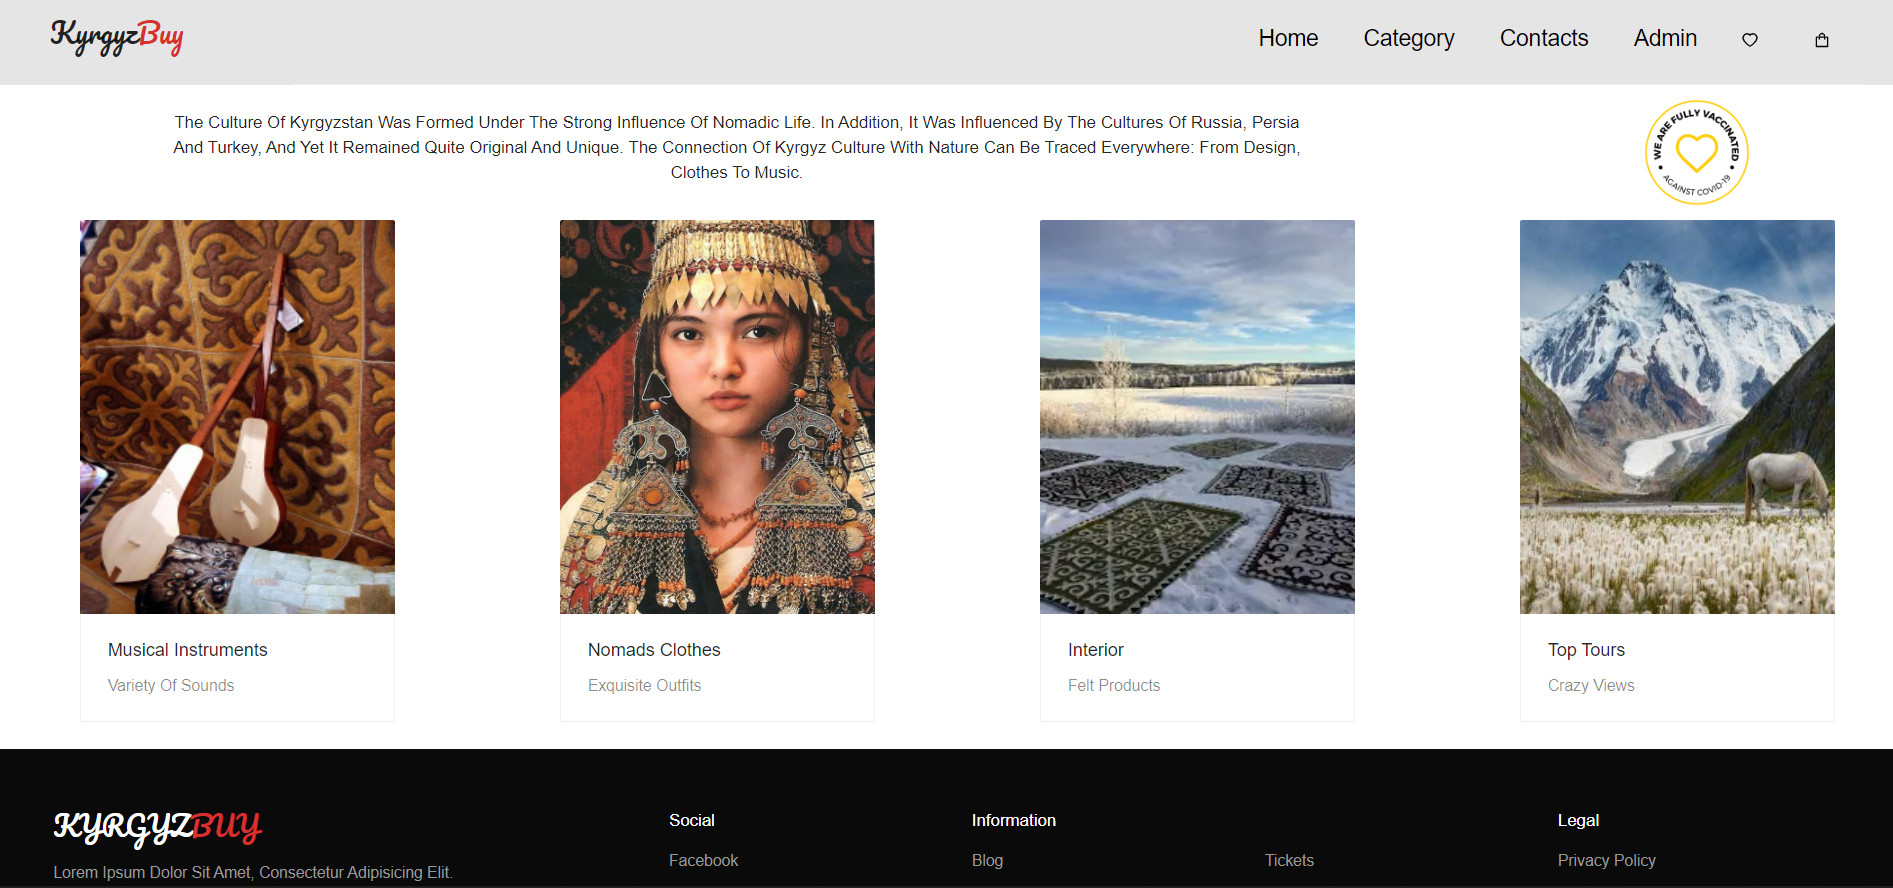 KyrgyzBuy
Home Category Contacts Admin
The Culture Of Kyrgyzstan Was Formed Under The Strong Influence Of Nomadic Life. In Addition, It Was Influenced By The Cultures Of Russia, Persia
And Turkey, And Yet It Remained Quite Original And Unique. The Connection Of Kyrgyz Culture With Nature Can Be Traced Everywhere: From Design,
Clothes To Music.
WE ARE FULLY VACCINATED
• AGAINST COVID-19 •
Musical Instruments
Variety Of Sounds
Nomads Clothes
Exquisite Outfits
Interior
Felt Products
Top Tours
Crazy Views
KYRGYZBUY
Lorem Ipsum Dolor Sit Amet, Consectetur Adipisicing Elit.
Social
Facebook
Information
Blog
Tickets
Legal
Privacy Policy